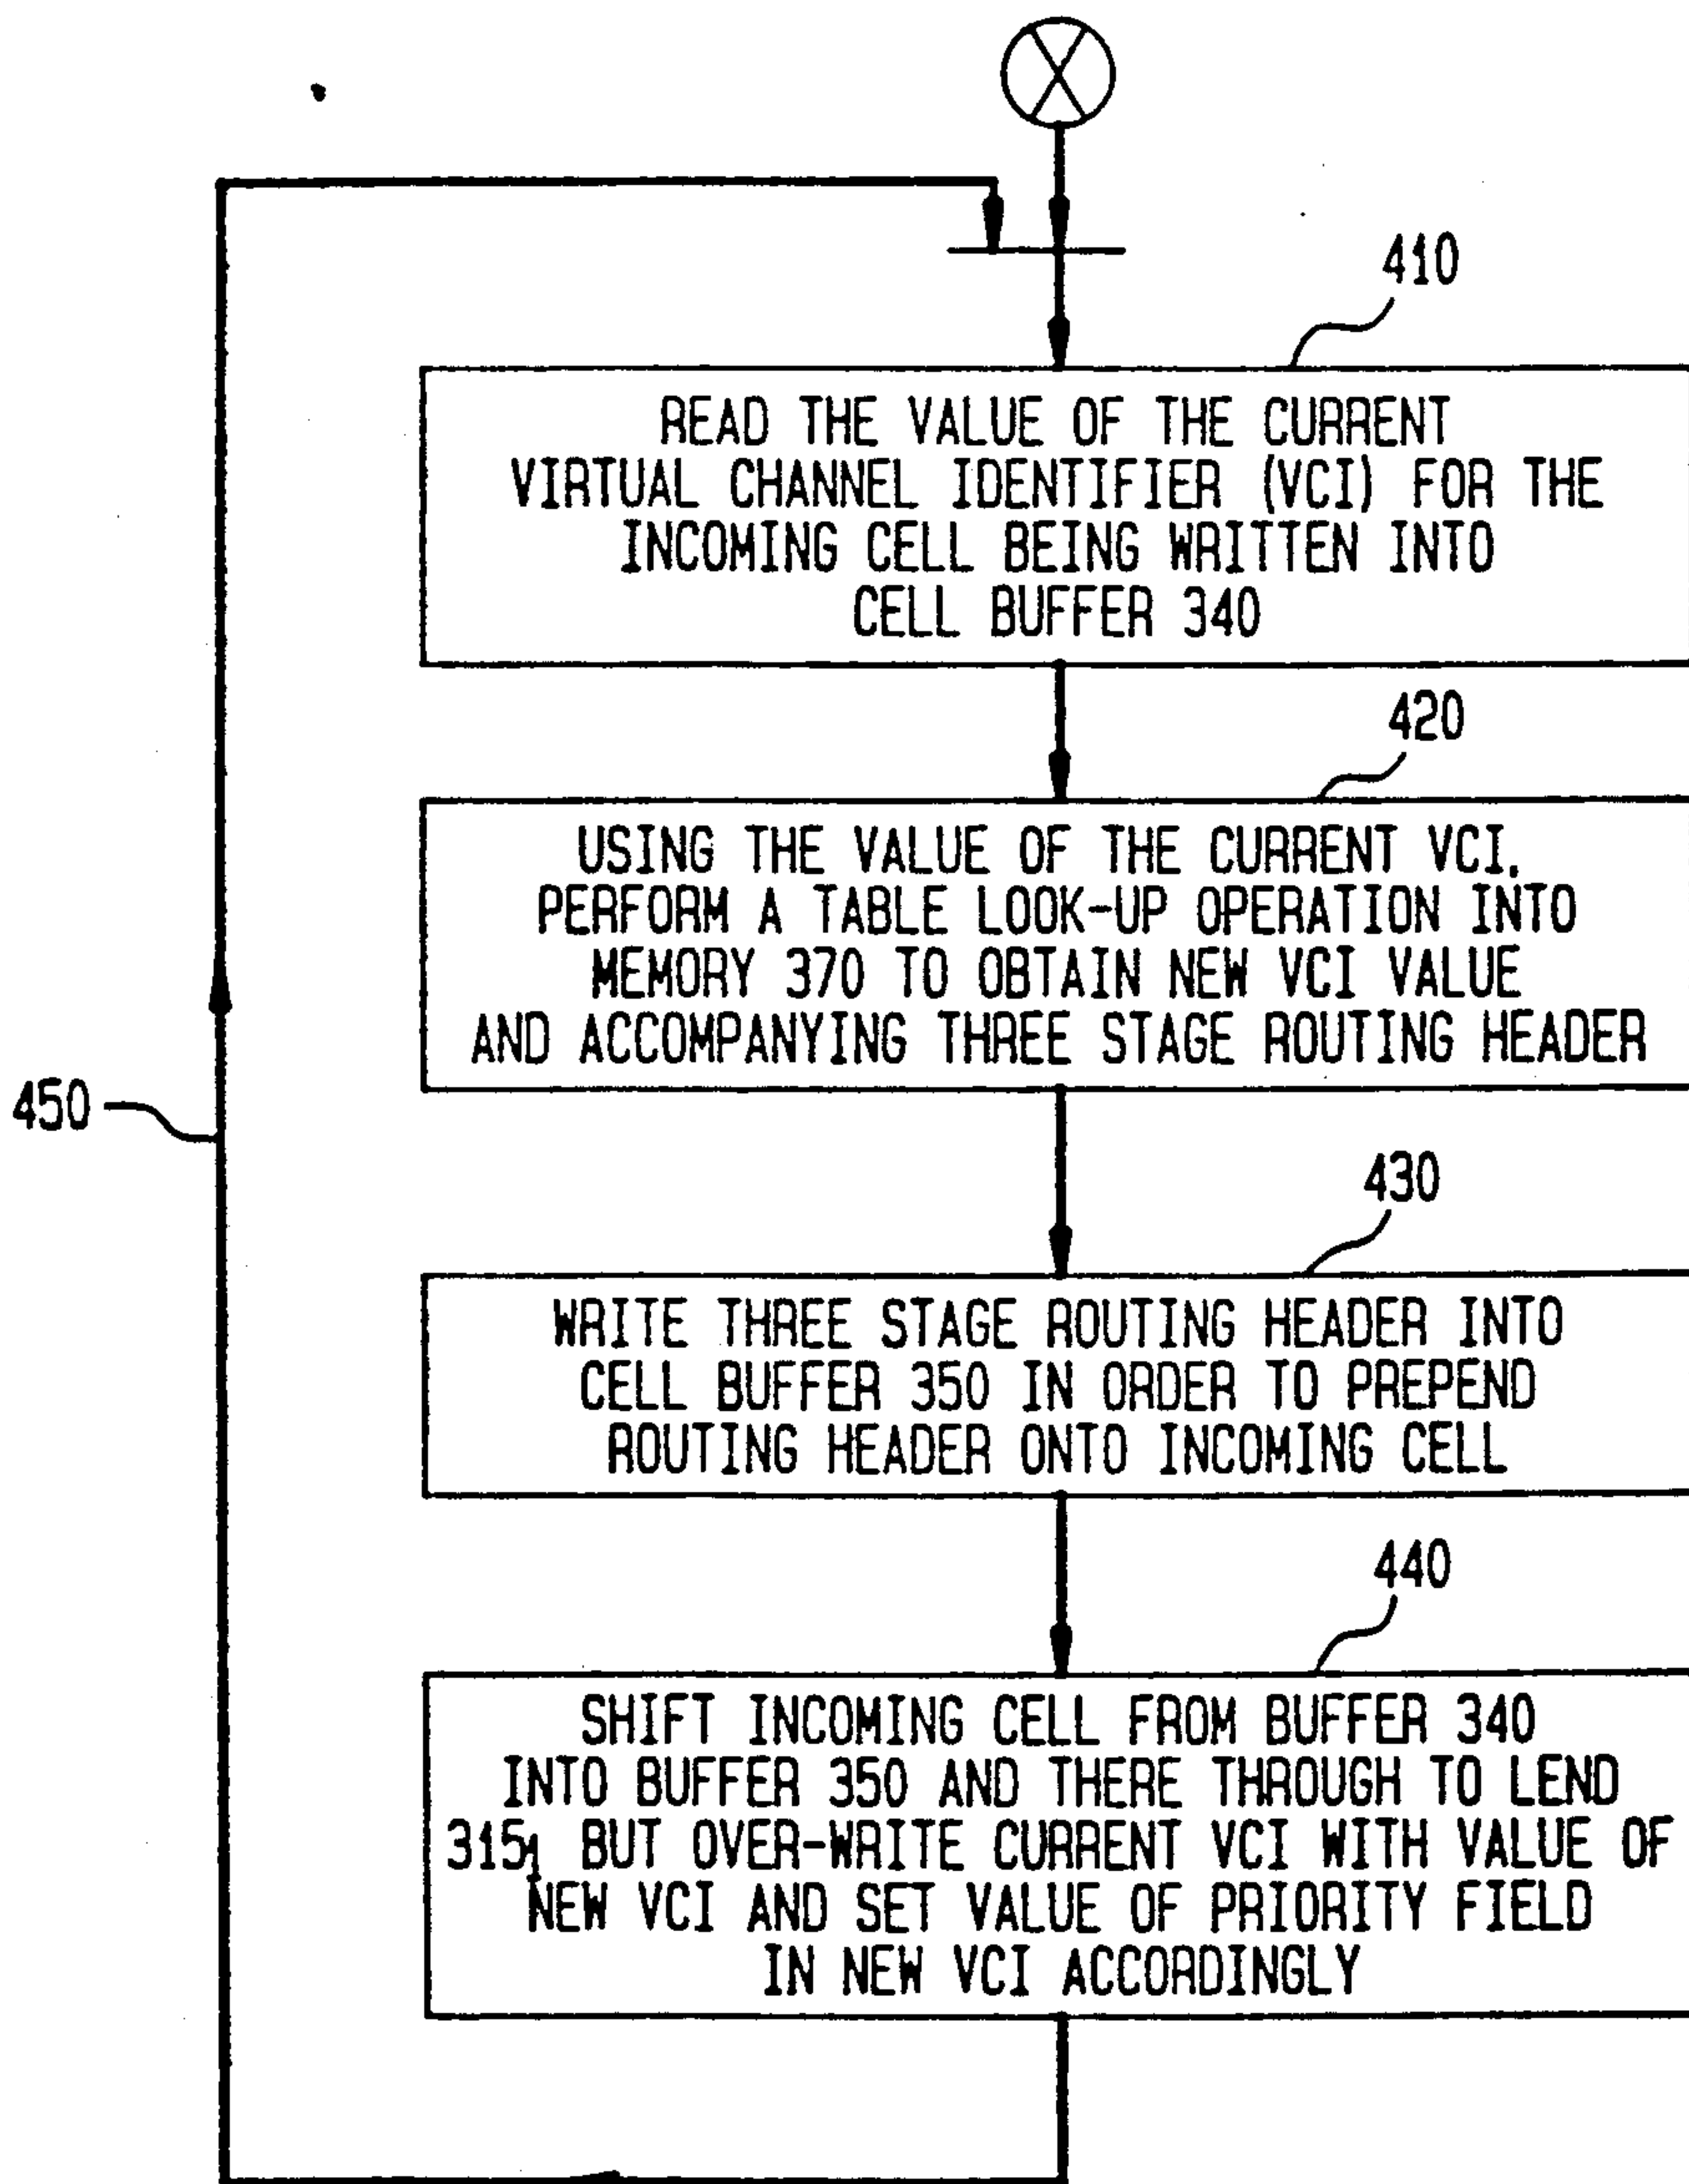 410
READ THE VALUE OF THE CURRENT
VIRTUAL CHANNEL IDENTIFIER (VCI) FOR THE
INCOMING CELL BEING WRITTEN INTO
CELL BUFFER 340
420
USING THE VALUE OF THE CURRENT VCI,
PERFORM A TABLE LOOK-UP OPERATION INTO
MEMORY 370 TO OBTAIN NEW VCI VALUE
AND ACCOMPANYING THREE STAGE ROUTING HEADER
450
430
WRITE THREE STAGE ROUTING HEADER INTO
CELL BUFFER 350 IN ORDER TO PREPEND
ROUTING HEADER ONTO INCOMING CELL
440
SHIFT INCOMING CELL FROM BUFFER 340
INTO BUFFER 350 AND THERE THROUGH TO LEND
315₁ BUT OVER-WRITE CURRENT VCI WITH VALUE OF
NEW VCI AND SET VALUE OF PRIORITY FIELD
IN NEW VCI ACCORDINGLY